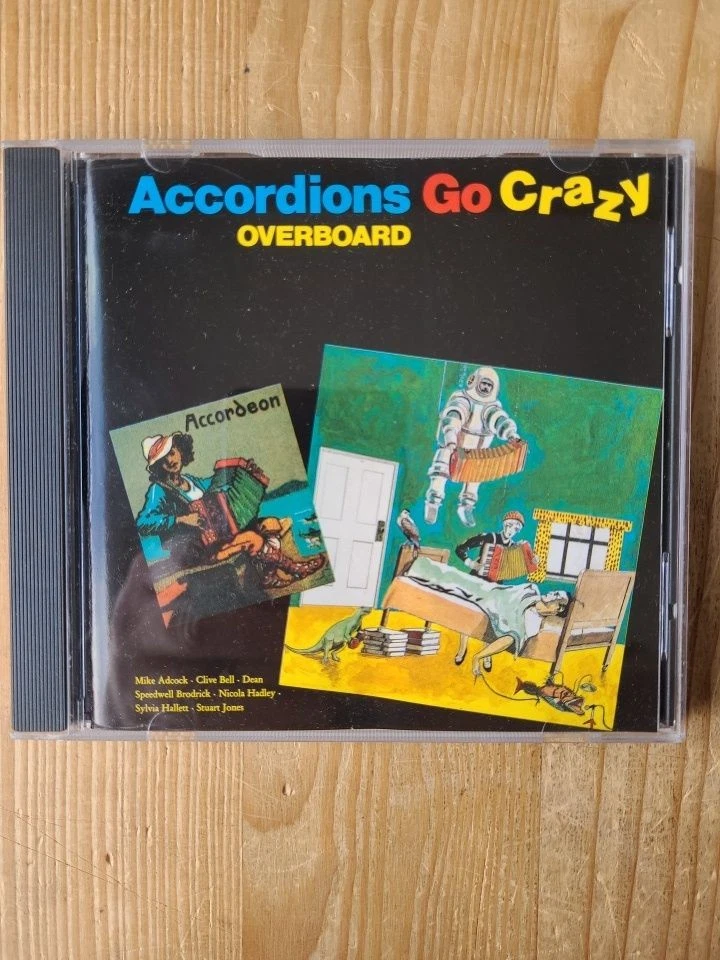 Accordions Go Crazy
OVERBOARD
Accordeon
Mike Adcock · Clive Bell · Dean
Speedwell Brodrick · Nicola Hadley ·
Sylvia Hallett · Stuart Jones